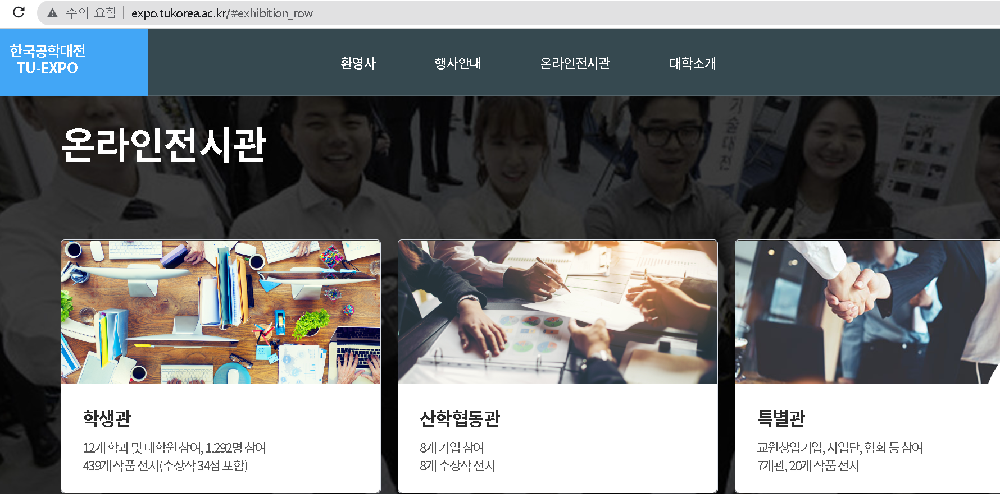 주의 요함 | expo.tukorea.ac.kr/#exhibition_row
한국공학대전
TU-EXPO
환영사
행사안내
온라인전시관
대학소개
온라인전시관
기술대전
학생관
12개 학과 및 대학원 참여, 1,292명 참여
439개 작품 전시(수상작 34점 포함)
산학협동관
8개 기업 참여
8개 수상작 전시
특별관
교원창업기업, 사업단, 협회 등 참여
7개관, 20개 작품 전시